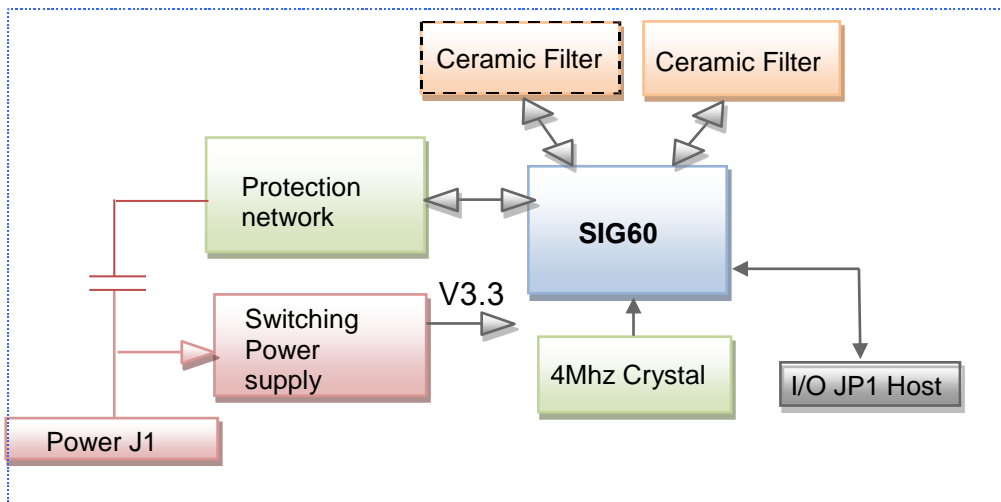 Ceramic Filter
Ceramic Filter
Protection
network
SIG60
V3.3
Switching
Power
supply
4Mhz Crystal
I/O JP1 Host
Power J1